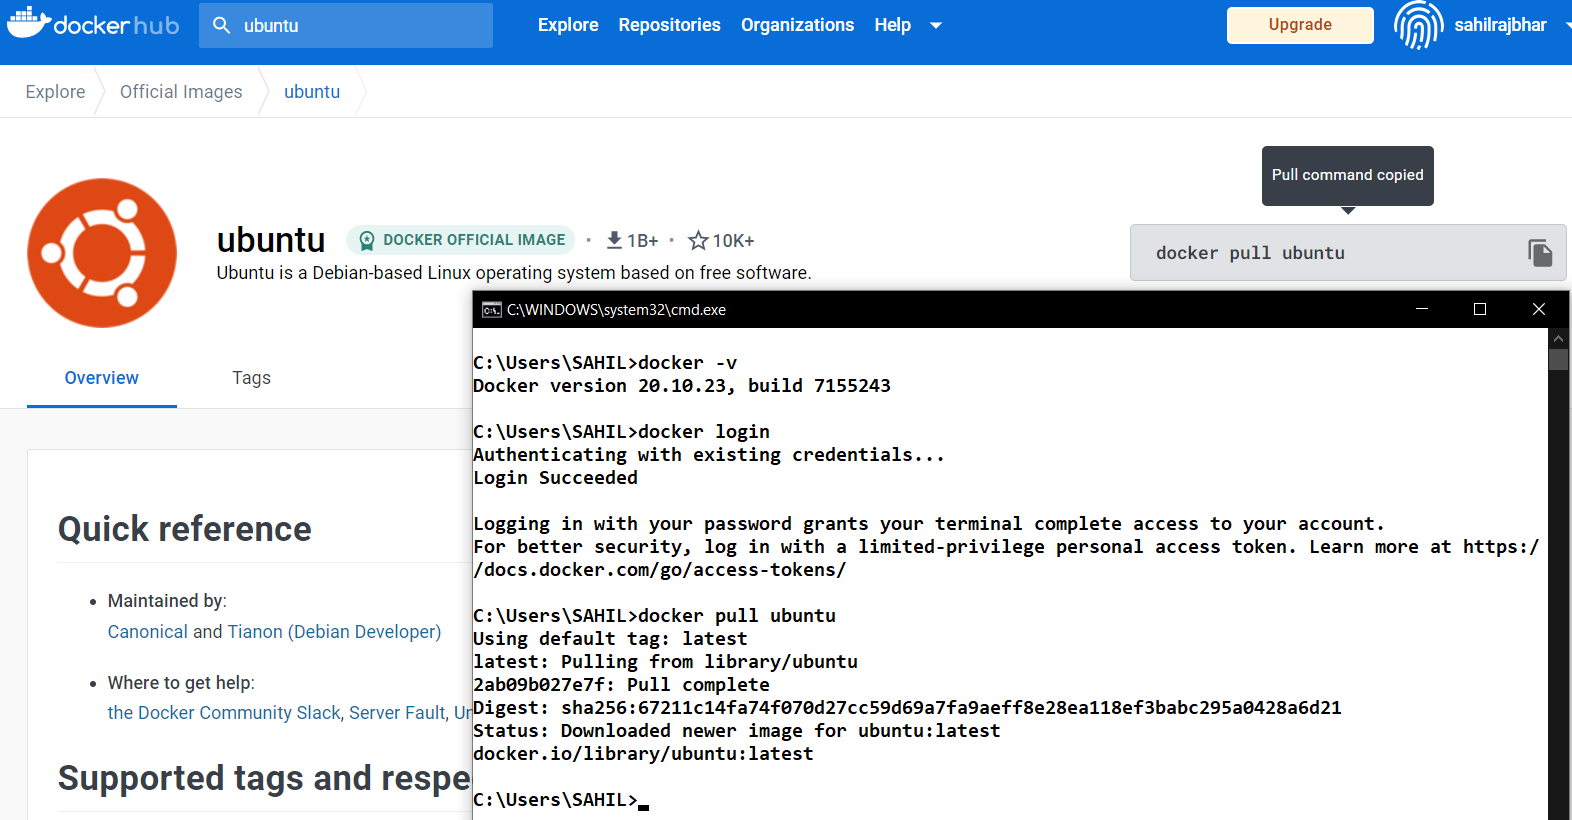 docker hub
ubuntu
Explore Repositories Organizations Help
Upgrade
sahilrajbhar
Explore Official Images ubuntu
Pull command copied
ubuntu DOCKER OFFICIAL IMAGE • 1B+ • 10K+
Ubuntu is a Debian-based Linux operating system based on free software.
docker pull ubuntu
Overview Tags
Quick reference
• Maintained by:
Canonical and Tianon (Debian Developer)
• Where to get help:
the Docker Community Slack, Server Fault, Un
Supported tags and respe
C:\WINDOWS\system32\cmd.exe
C:\Users\SAHIL>docker -v
Docker version 20.10.23, build 7155243
C:\Users\SAHIL>docker login
Authenticating with existing credentials...
Login Succeeded
Logging in with your password grants your terminal complete access to your account.
For better security, log in with a limited-privilege personal access token. Learn more at https:/
/docs.docker.com/go/access-tokens/
C:\Users\SAHIL>docker pull ubuntu
Using default tag: latest
latest: Pulling from library/ubuntu
2ab09b027e7f: Pull complete
Digest: sha256:67211c14fa74f070d27cc59d69a7fa9aeff8e28ea118ef3babc295a0428a6d21
Status: Downloaded newer image for ubuntu:latest
docker.io/library/ubuntu:latest
C:\Users\SAHIL>